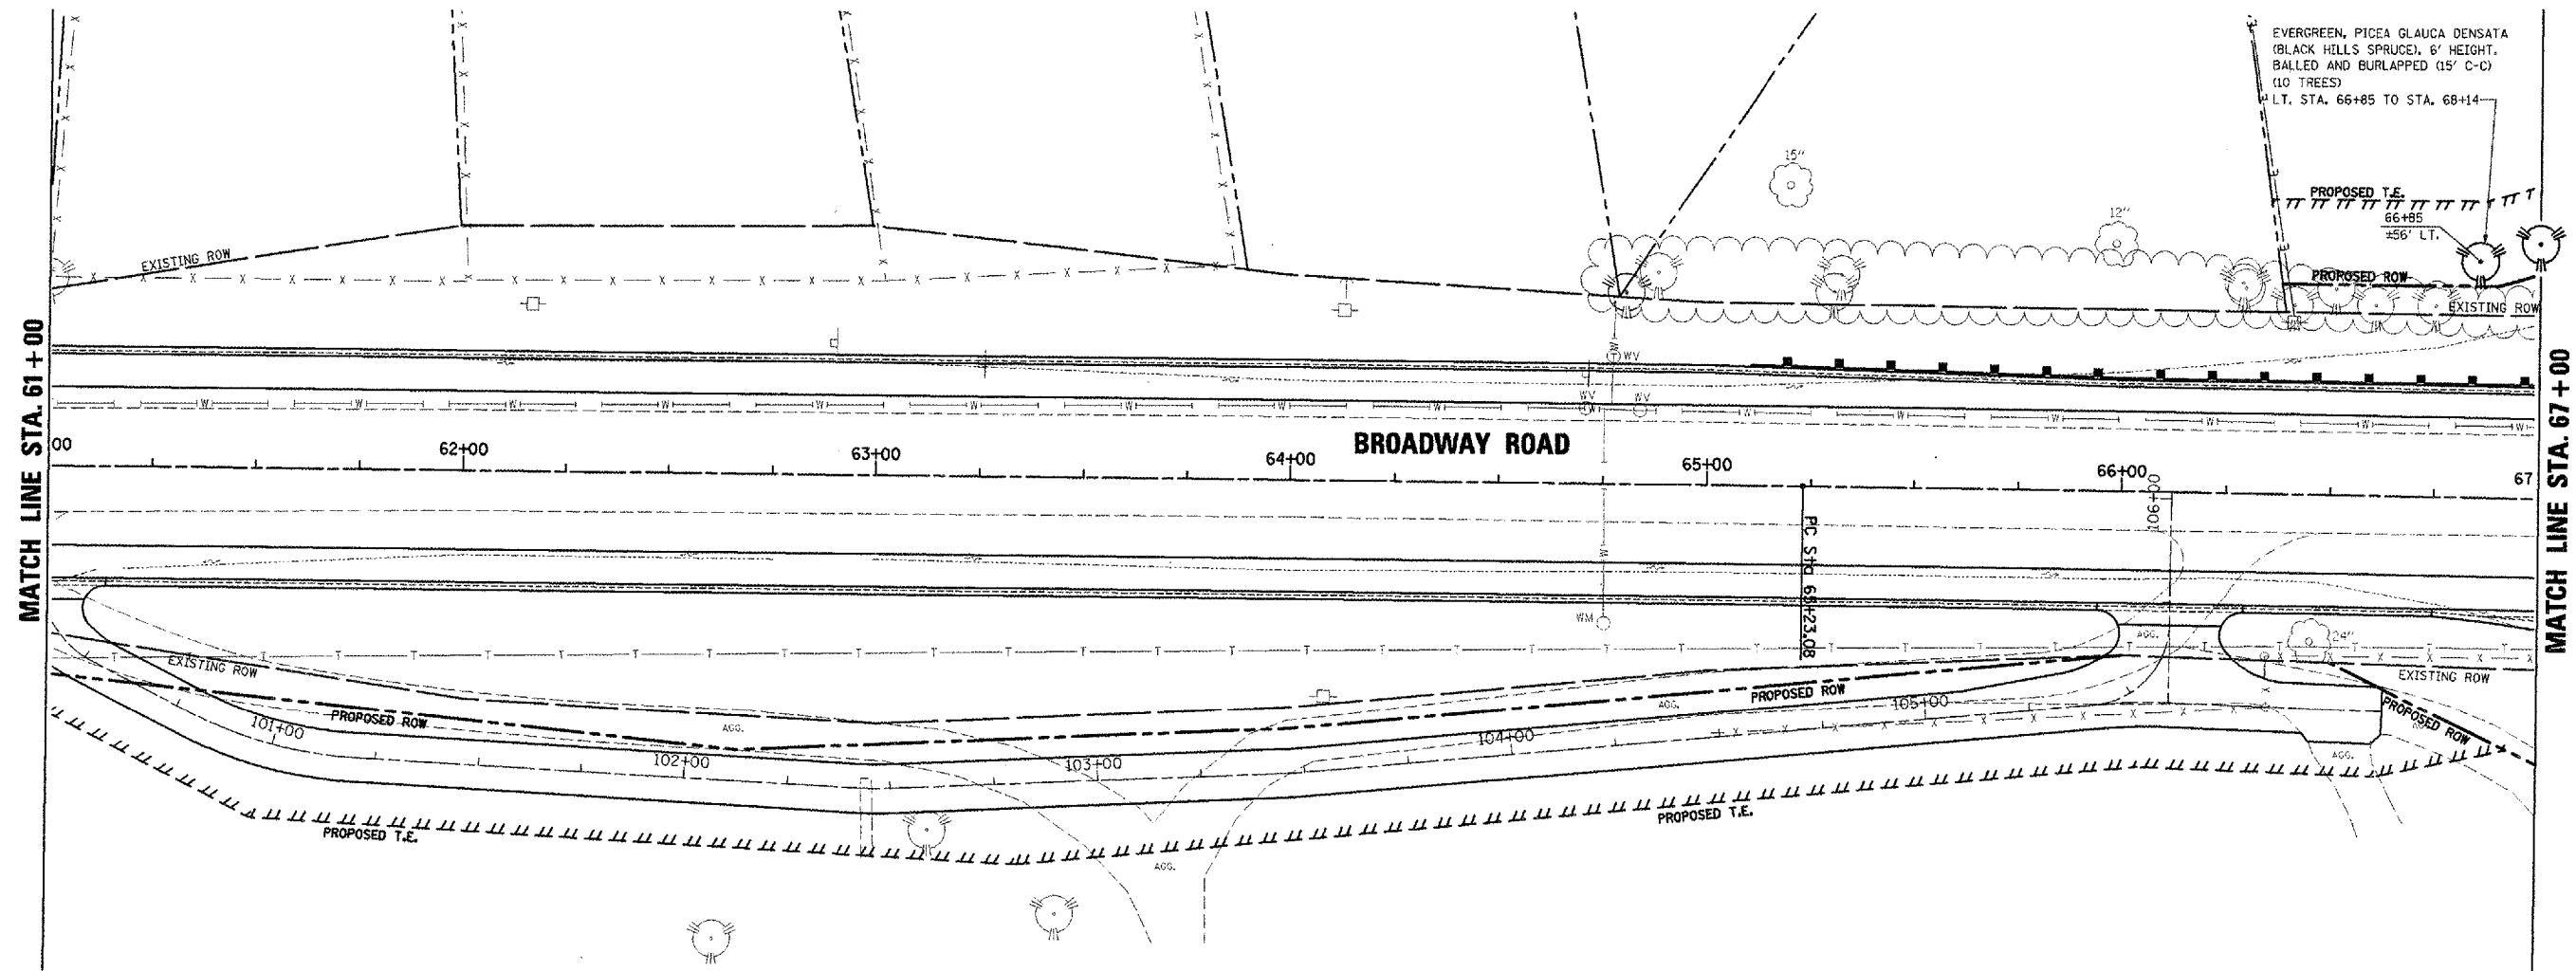 EVERGREEN, PICEA GLAUCA DENSATA
(BLACK HILLS SPRUCE), 6' HEIGHT,
BALLED AND BURLAPPED (15' C-C)
(10 TREES)
LT. STA. 66+85 TO STA. 68+14
15"
12"
PROPOSED T.E.
66+85
±56' LT.
EXISTING ROW
PROPOSED ROW
EXISTING ROW
MATCH LINE STA. 61+00
MATCH LINE STA. 67+00
WV
WV
WV
BROADWAY ROAD
00
62+00
63+00
64+00
65+00
66+00
67
106+00
PC Sta 65+23.08
WM
AGG.
24"
EXISTING ROW
EXISTING ROW
PROPOSED ROW
PROPOSED ROW
PROPOSED ROW
AGG.
AGG.
AGG.
101+00
102+00
103+00
104+00
105+00
PROPOSED T.E.
PROPOSED T.E.
AGG.